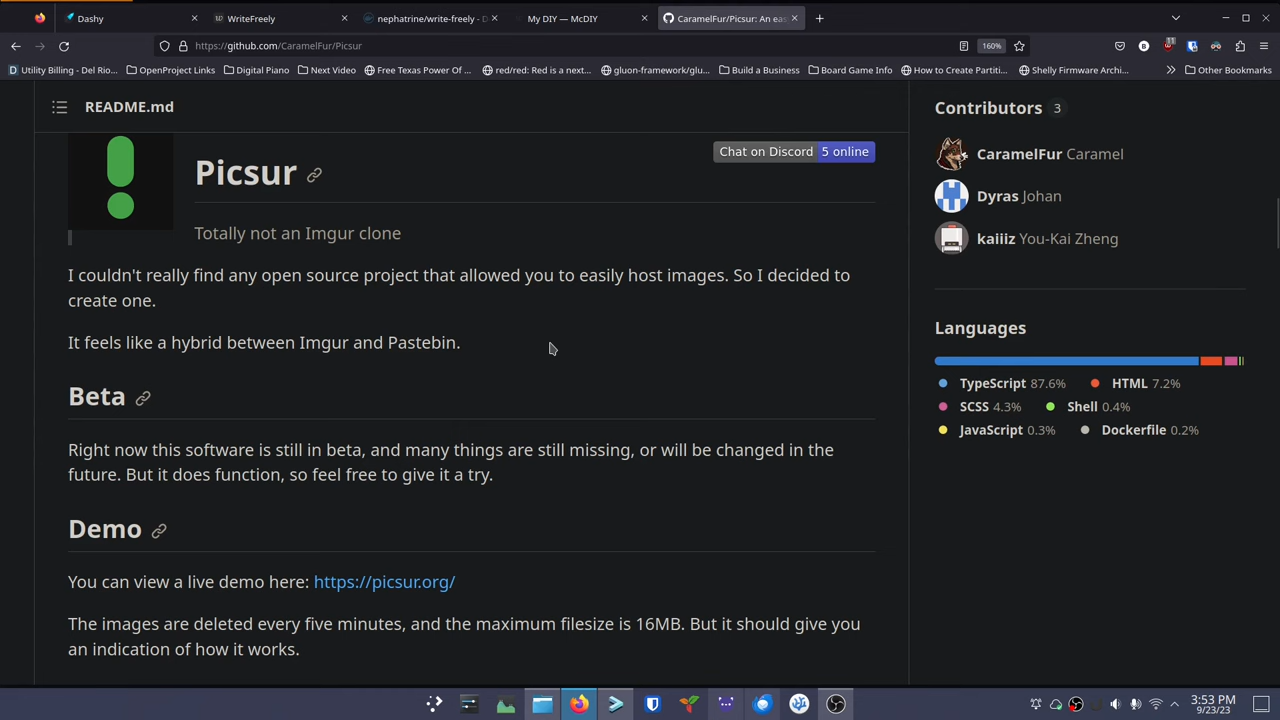 Dashy
WriteFreely
nephatrine/write-freely - D
My DIY — McDIY
CaramelFur/Picsur: An eas
https://github.com/CaramelFur/Picsur
160%
11
Utility Billing - Del Rio...
OpenProject Links
Digital Piano
Next Video
Free Texas Power Of ...
red/red: Red is a next...
gluon-framework/glu...
Build a Business
Board Game Info
How to Create Partiti...
Shelly Firmware Archi...
Other Bookmarks
README.md
Picsur
Chat on Discord 5 online
Totally not an Imgur clone
I couldn't really find any open source project that allowed you to easily host images. So I decided to
create one.
It feels like a hybrid between Imgur and Pastebin.
Beta
Right now this software is still in beta, and many things are still missing, or will be changed in the
future. But it does function, so feel free to give it a try.
Demo
You can view a live demo here: https://picsur.org/
The images are deleted every five minutes, and the maximum filesize is 16MB. But it should give you
an indication of how it works.
Contributors 3
CaramelFur Caramel
Dyras Johan
kaiiiz You-Kai Zheng
Languages
TypeScript 87.6%
HTML 7.2%
SCSS 4.3%
Shell 0.4%
JavaScript 0.3%
Dockerfile 0.2%
3:53 PM
9/23/23